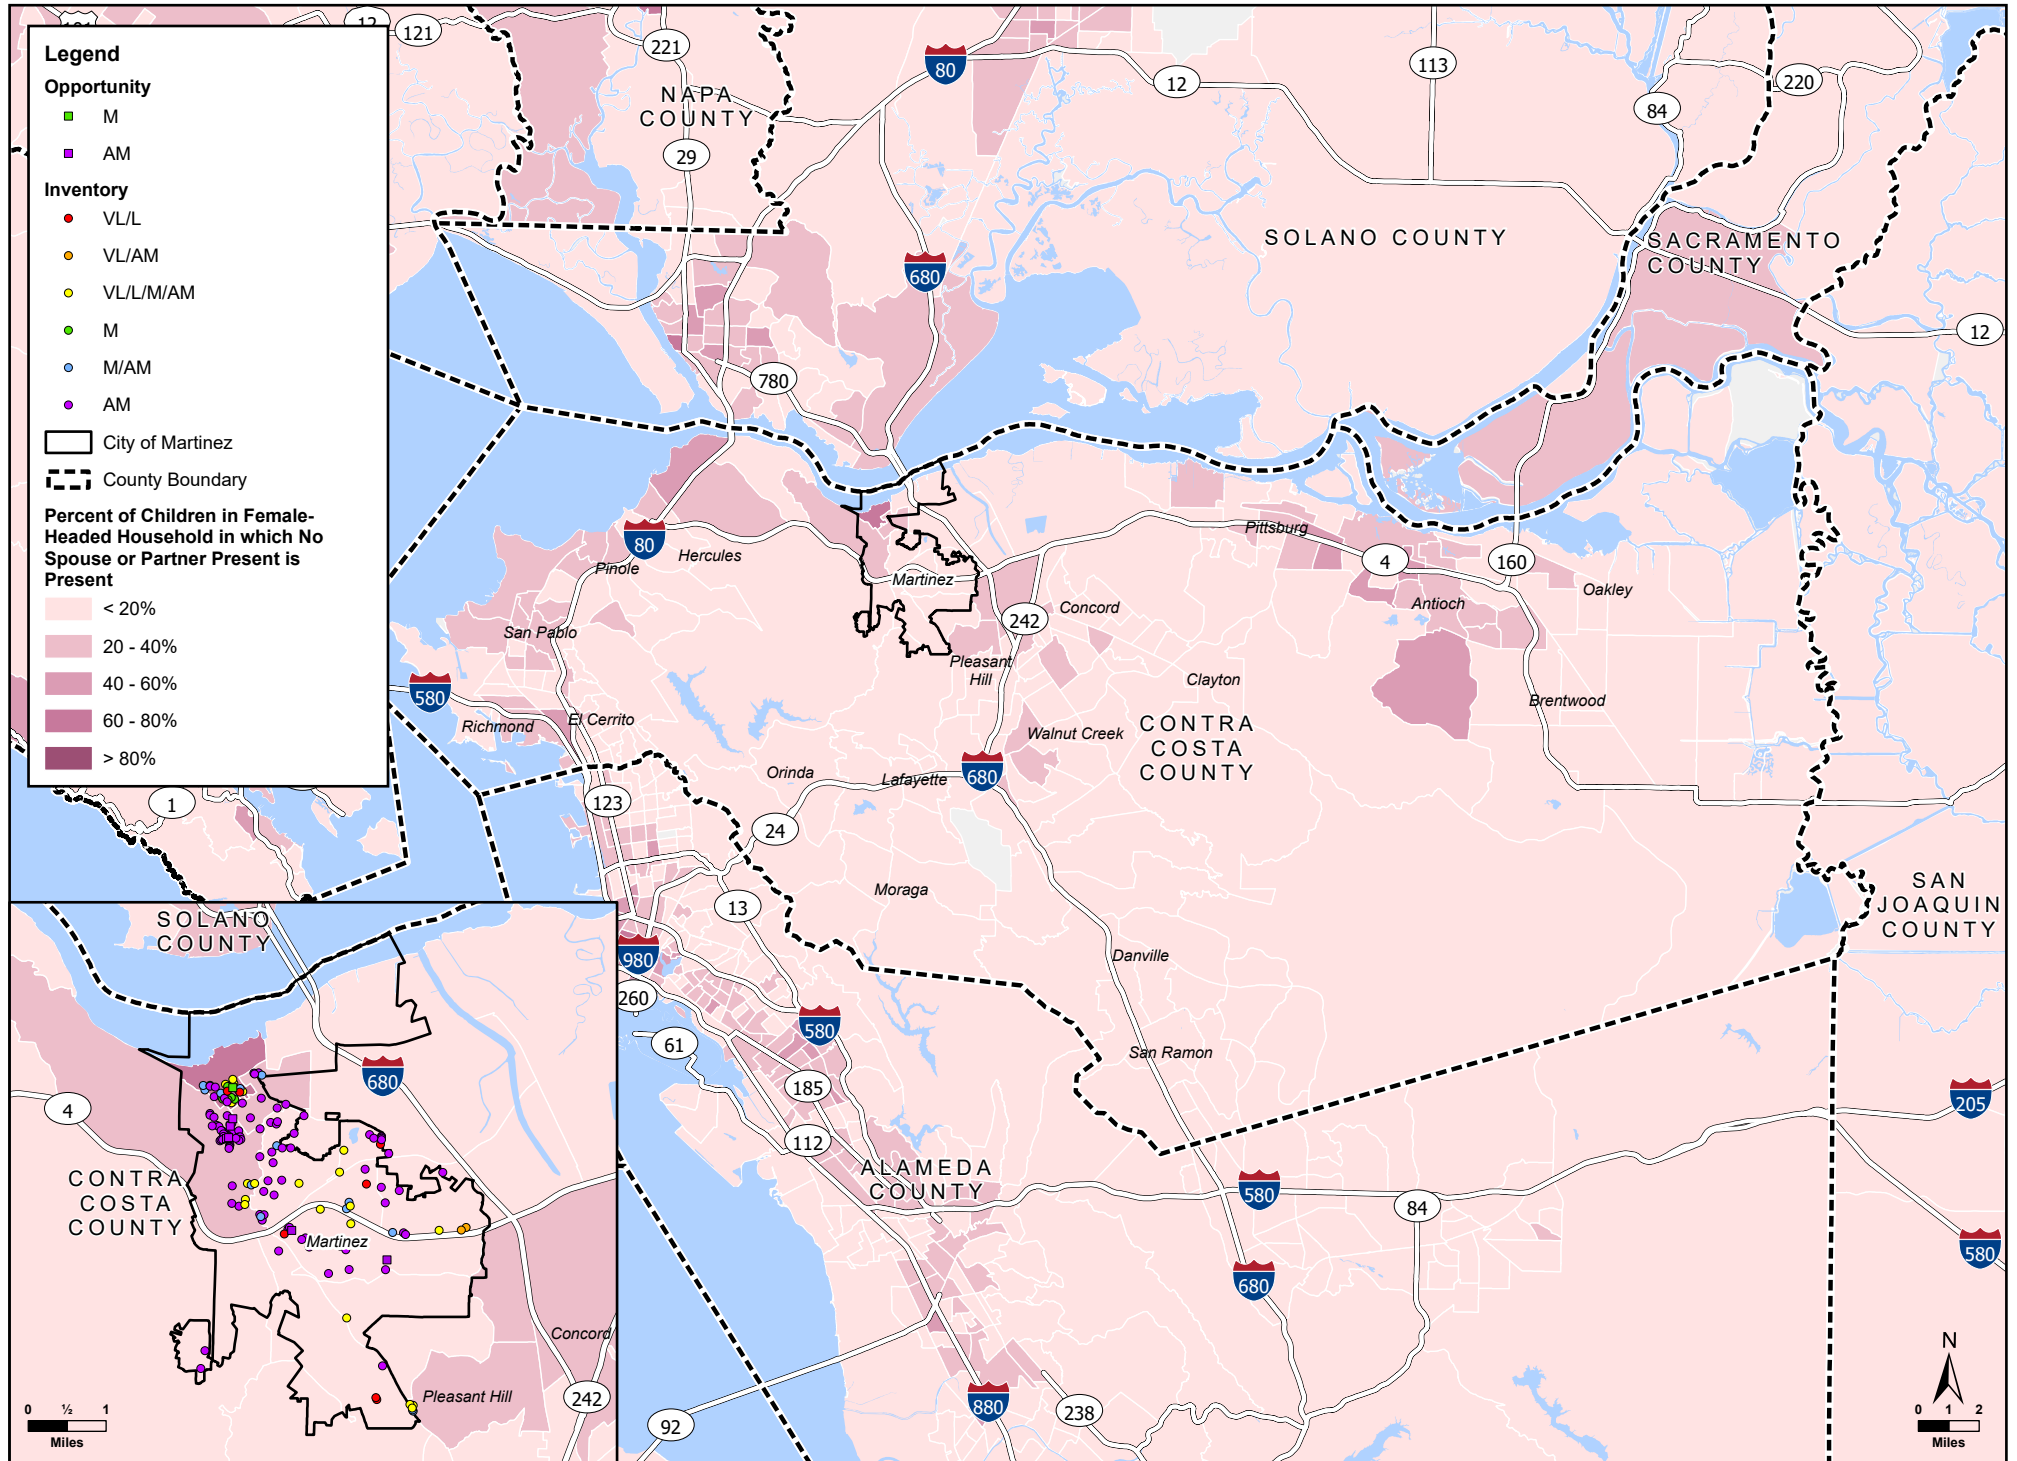 Legend
Opportunity
M
AM
Inventory
VL/L
VL/AM
VL/L/M/AM
M
M/AM
AM
City of Martinez
County Boundary
Percent of Children in Female-
Headed Household in which No
Spouse or Partner Present is
Present
< 20%
20 - 40%
40 - 60%
60 - 80%
> 80%
12
121
221
80
12
113
84
220
NAPA
COUNTY
29
680
SOLANO COUNTY
SACRAMENTO
COUNTY
12
780
80
Hercules
Pinole
Martinez
Pittsburg
4
160
Oakley
Antioch
Concord
242
San Pablo
Pleasant
Hill
Clayton
580
Richmond
El Cerrito
Walnut Creek
Brentwood
CONTRA
COSTA
COUNTY
Orinda
Lafayette
680
1
123
24
Moraga
13
SAN
JOAQUIN
COUNTY
980
Danville
260
580
61
San Ramon
185
205
112
ALAMEDA
COUNTY
580
84
580
680
880
238
92
N
0 1 2
Miles
SOLANO
COUNTY
680
4
CONTRA
COSTA
COUNTY
Martinez
Concord
Pleasant Hill
242
0 ½ 1
Miles